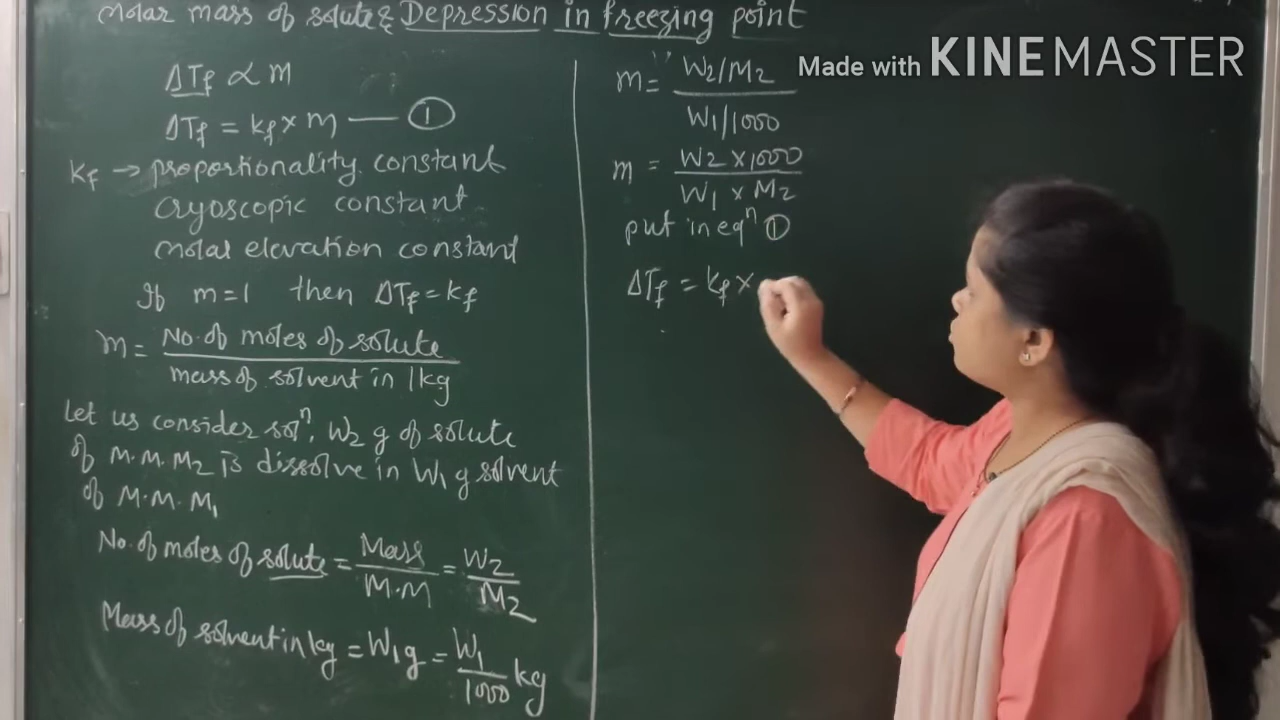 Molar mass of solute & Depression in freezing point
ΔTf ∝ m
ΔTf = kf × m — ①
Kf → proportionality constant
cryoscopic constant
molar elevation constant
If m=1 then ΔTf = kf
m = No. of moles of solute / mass of solvent in 1kg
Let us consider solⁿ, W2 g of solute
of M.M. M2 is dissolve in W1 g solvent
of M.M. M1
No. of moles of solute = Mass / M.M = W2 / M2
Mass of solvent in kg = W1 g = W1 / 1000 kg
m = W2/M2 / W1/1000
m = W2 × 1000 / W1 × M2
put in eqⁿ ①
ΔTf = kf ×
Made with KINEMASTER